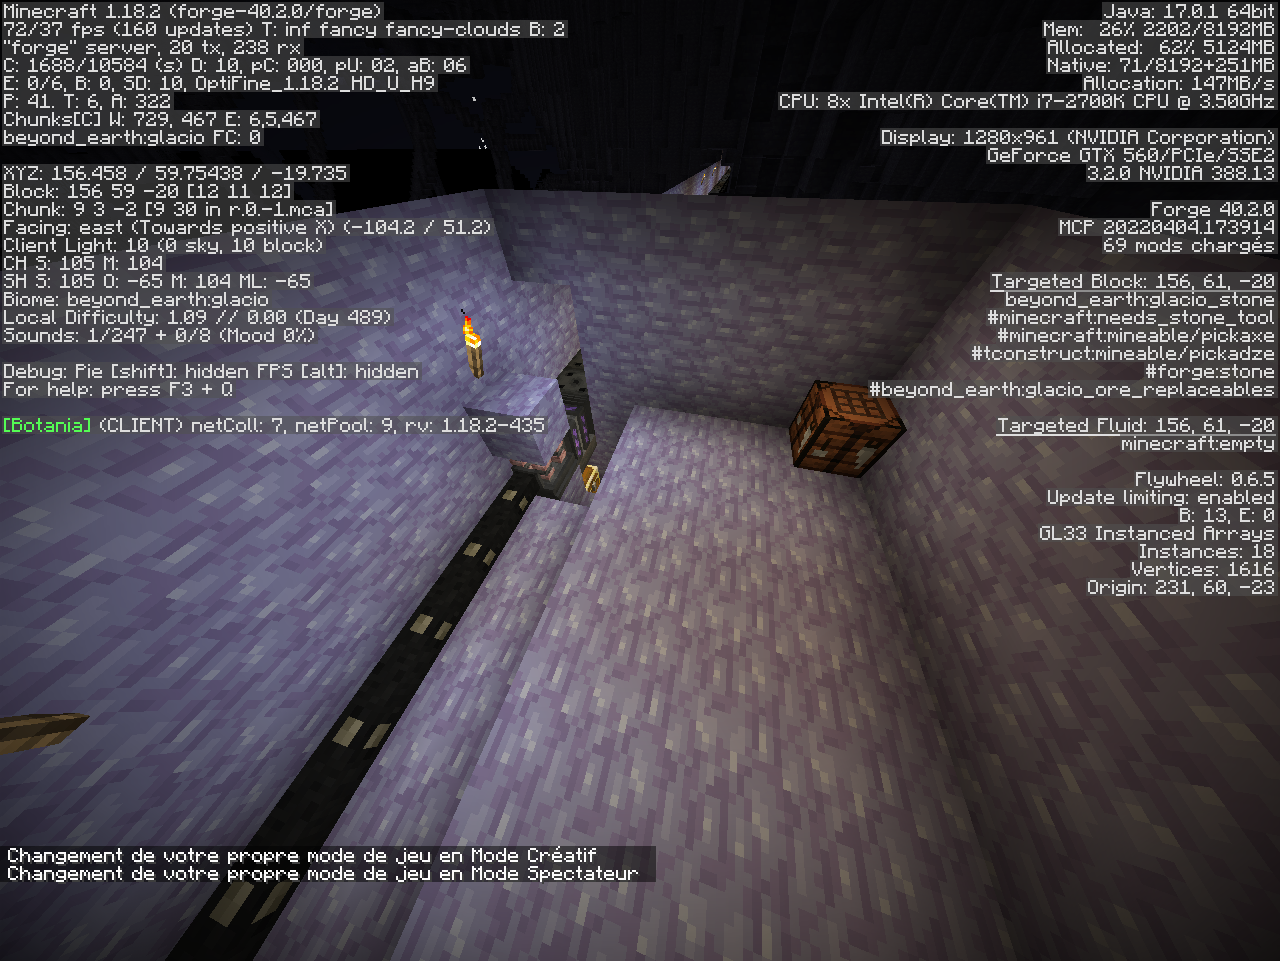 Minecraft 1.18.2 (forge-40.2.0/forge)
72/37 fps (160 updates) T: inf fancy fancy-clouds B: 2
"forge" server, 20 tx, 238 rx
C: 1688/10584 (s) D: 10, pC: 000, pU: 02, aB: 06
E: 0/6, B: 0, SD: 10, OptiFine_1.18.2_HD_U_H9
P: 41. T: 6, A: 322
Chunks[C] W: 729, 467 E: 6,5,467
beyond_earth:glacio FC: 0
XYZ: 156.458 / 59.75438 / -19.735
Block: 156 59 -20 [12 11 12]
Chunk: 9 3 -2 [9 30 in r.0.-1.mca]
Facing: east (Towards positive X) (-104.2 / 51.2)
Client Light: 10 (0 sky, 10 block)
CH S: 105 M: 104
SH S: 105 O: -65 M: 104 ML: -65
Biome: beyond_earth:glacio
Local Difficulty: 1.09 // 0.00 (Day 489)
Sounds: 1/247 + 0/8 (Mood 0%)
Debug: Pie [shift]: hidden FPS [alt]: hidden
For help: press F3 + Q
[Botania] (CLIENT) netColl: 7, netPool: 9, rv: 1.18.2-435
Java: 17.0.1 64bit
Mem: 26% 2202/8192MB
Allocated: 62% 5124MB
Native: 71/8192+251MB
Allocation: 147MB/s
CPU: 8x Intel(R) Core(TM) i7-2700K CPU @ 3.50GHz
Display: 1280x961 (NVIDIA Corporation)
GeForce GTX 560/PCIe/SSE2
3.2.0 NVIDIA 388.13
Forge 40.2.0
MCP 20220404.173914
69 mods chargés
Targeted Block: 156, 61, -20
beyond_earth:glacio_stone
#minecraft:needs_stone_tool
#minecraft:mineable/pickaxe
#tconstruct:mineable/pickadze
#forge:stone
#beyond_earth:glacio_ore_replaceables
Targeted Fluid: 156, 61, -20
minecraft:empty
Flywheel: 0.6.5
Update limiting: enabled
B: 13, E: 0
GL33 Instanced Arrays
Instances: 18
Vertices: 1616
Origin: 231, 60, -23
Changement de votre propre mode de jeu en Mode Créatif
Changement de votre propre mode de jeu en Mode Spectateur